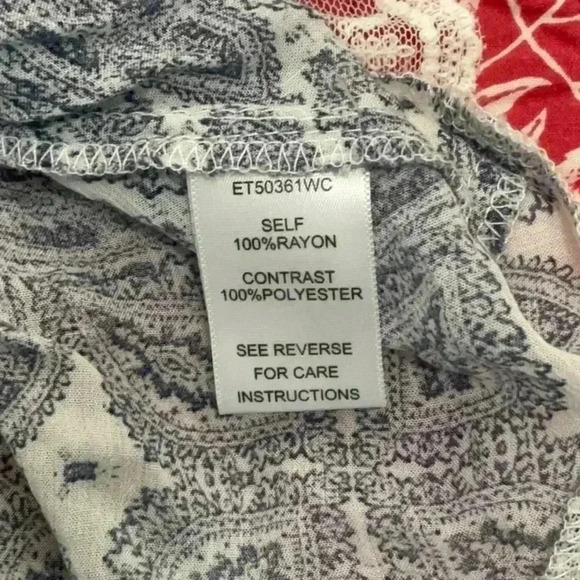 ET50361WC
SELF
100%RAYON
CONTRAST
100%POLYESTER
SEE REVERSE
FOR CARE
INSTRUCTIONS